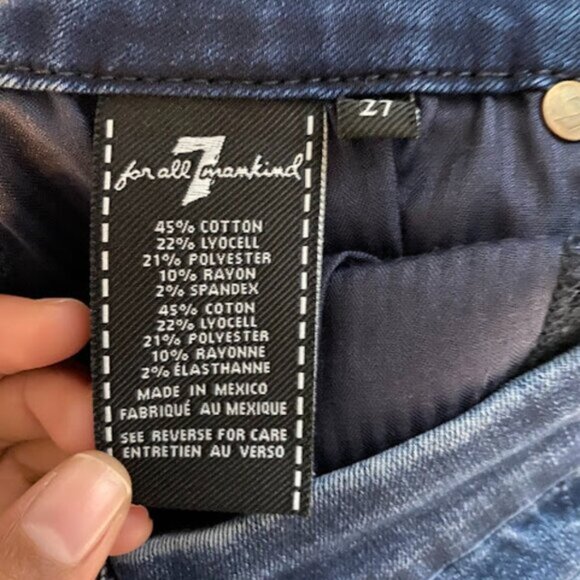 for all 7 mankind
27
45% COTTON
22% LYOCELL
21% POLYESTER
10% RAYON
2% SPANDEX
45% COTON
22% LYOCELL
21% POLYESTER
10% RAYONNE
2% ÉLASTHANNE
MADE IN MEXICO
FABRIQUÉ AU MEXIQUE
SEE REVERSE FOR CARE
ENTRETIEN AU VERSO